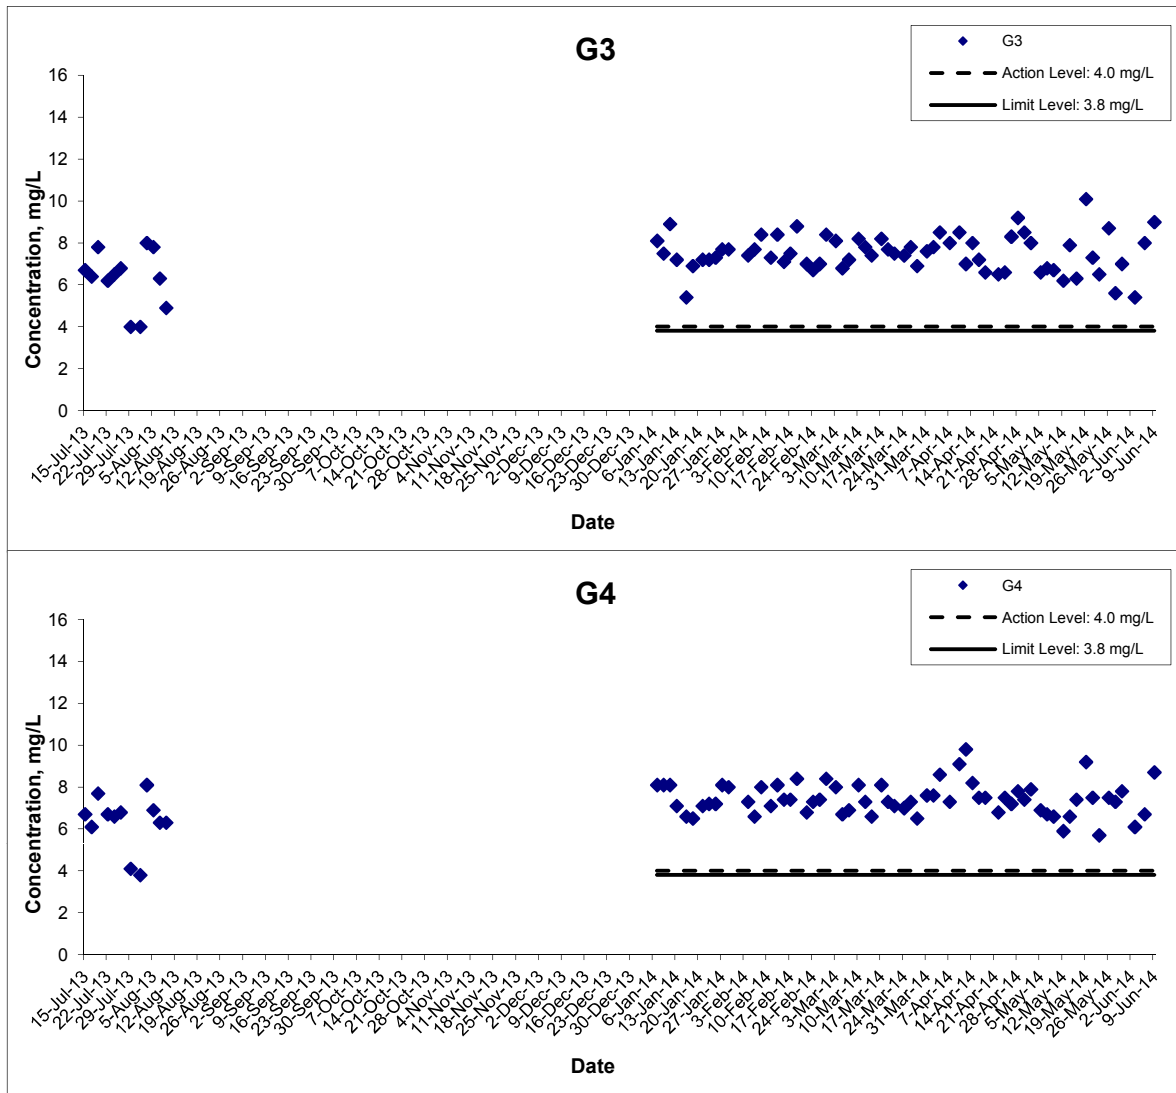 G3
G3
Action Level: 4.0 mg/L
Limit Level: 3.8 mg/L
16
14
12
10
8
6
4
2
0
Concentration, mg/L
15-Jul-13
22-Jul-13
29-Jul-13
5-Aug-13
12-Aug-13
19-Aug-13
26-Aug-13
2-Sep-13
9-Sep-13
16-Sep-13
23-Sep-13
30-Sep-13
7-Oct-13
14-Oct-13
21-Oct-13
28-Oct-13
4-Nov-13
11-Nov-13
18-Nov-13
25-Nov-13
2-Dec-13
9-Dec-13
16-Dec-13
23-Dec-13
30-Dec-13
6-Jan-14
13-Jan-14
20-Jan-14
27-Jan-14
3-Feb-14
10-Feb-14
17-Feb-14
24-Feb-14
3-Mar-14
10-Mar-14
17-Mar-14
24-Mar-14
31-Mar-14
7-Apr-14
14-Apr-14
21-Apr-14
28-Apr-14
5-May-14
12-May-14
19-May-14
26-May-14
2-Jun-14
9-Jun-14
Date
G4
G4
Action Level: 4.0 mg/L
Limit Level: 3.8 mg/L
16
14
12
10
8
6
4
2
0
Concentration, mg/L
15-Jul-13
22-Jul-13
29-Jul-13
5-Aug-13
12-Aug-13
19-Aug-13
26-Aug-13
2-Sep-13
9-Sep-13
16-Sep-13
23-Sep-13
30-Sep-13
7-Oct-13
14-Oct-13
21-Oct-13
28-Oct-13
4-Nov-13
11-Nov-13
18-Nov-13
25-Nov-13
2-Dec-13
9-Dec-13
16-Dec-13
23-Dec-13
30-Dec-13
6-Jan-14
13-Jan-14
20-Jan-14
27-Jan-14
3-Feb-14
10-Feb-14
17-Feb-14
24-Feb-14
3-Mar-14
10-Mar-14
17-Mar-14
24-Mar-14
31-Mar-14
7-Apr-14
14-Apr-14
21-Apr-14
28-Apr-14
5-May-14
12-May-14
19-May-14
26-May-14
2-Jun-14
9-Jun-14
Date